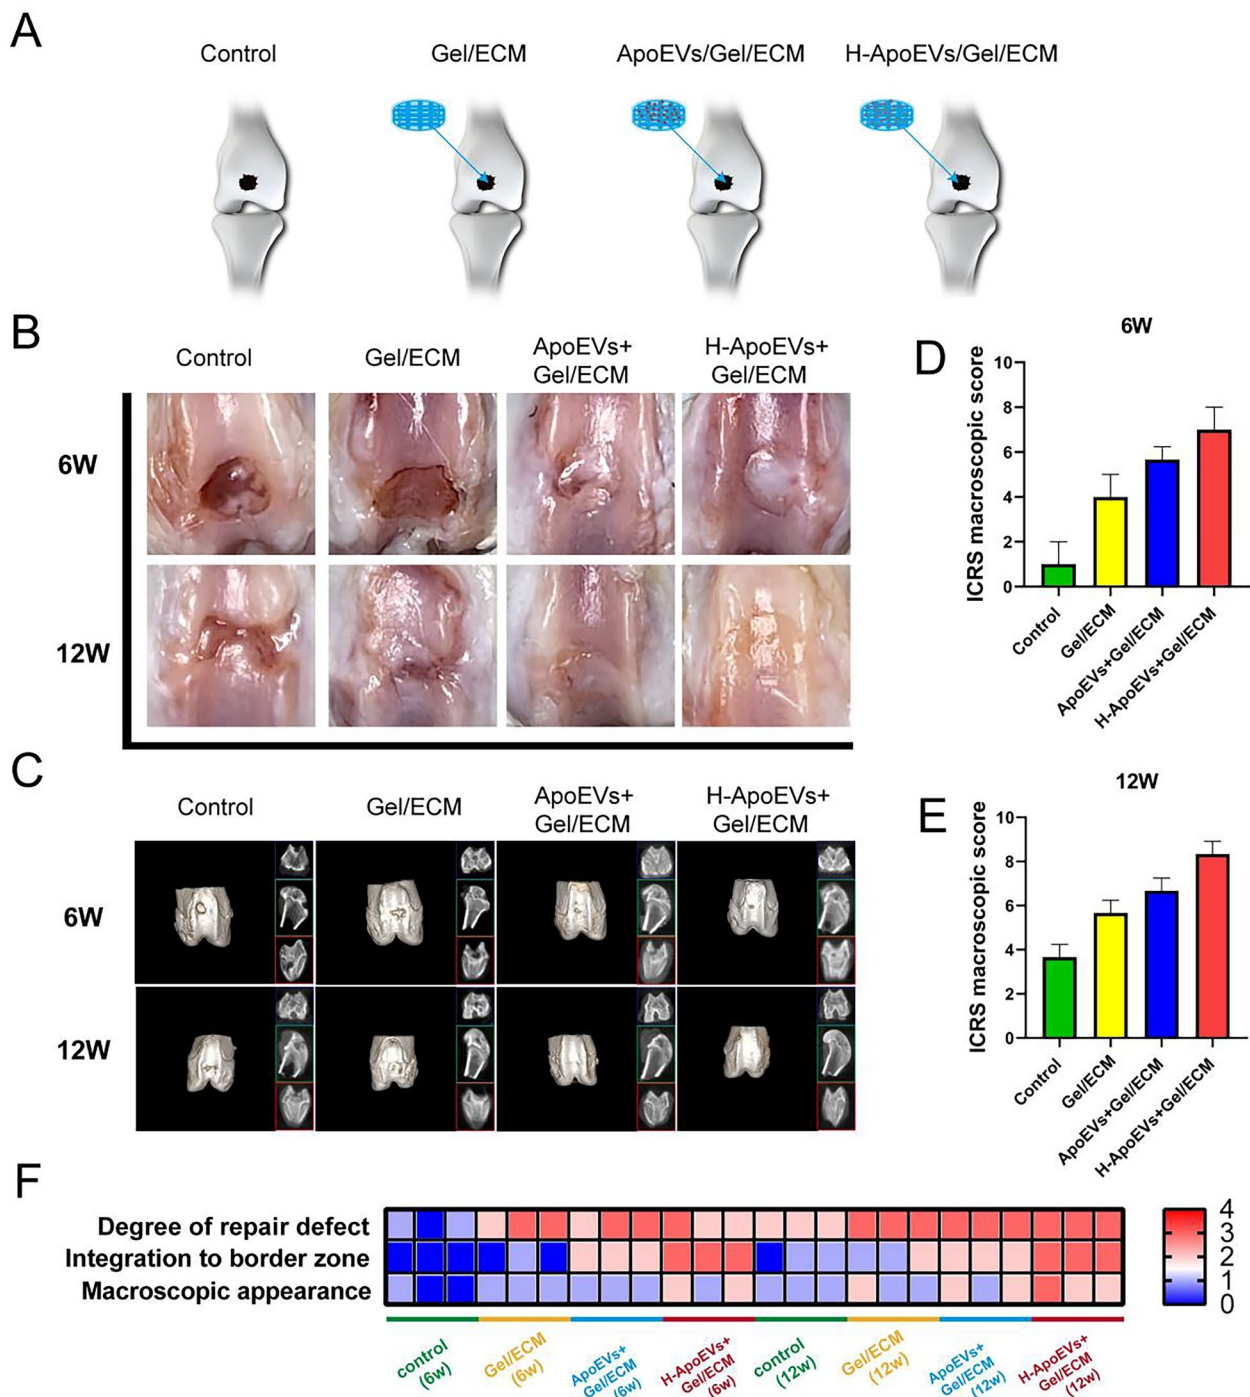 A
Control
Gel/ECM
ApoEVs/Gel/ECM
H-ApoEVs/Gel/ECM
B
Control
Gel/ECM
ApoEVs+
Gel/ECM
H-ApoEVs+
Gel/ECM
6W
12W
D
6W
ICRS macroscopic score
10
8
6
4
2
0
Control
Gel/ECM
ApoEVs+Gel/ECM
H-ApoEVs+Gel/ECM
C
Control
Gel/ECM
ApoEVs+
Gel/ECM
H-ApoEVs+
Gel/ECM
6W
12W
E
12W
ICRS macroscopic score
10
8
6
4
2
0
Control
Gel/ECM
ApoEVs+Gel/ECM
H-ApoEVs+Gel/ECM
F
Degree of repair defect
Integration to border zone
Macroscopic appearance
4
3
2
1
0
control
(6w)
Gel/ECM
(6w)
ApoEVs+
Gel/ECM
(6w)
H-ApoEVs+
Gel/ECM
(6w)
control
(12w)
Gel/ECM
(12w)
ApoEVs+
Gel/ECM
(12w)
H-ApoEVs+
Gel/ECM
(12w)